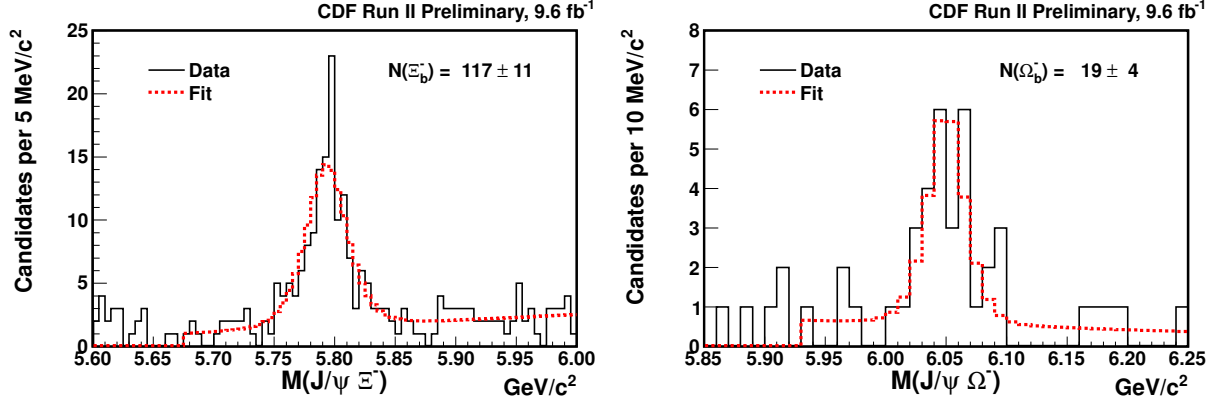 CDF Run II Preliminary, 9.6 fb⁻¹
Candidates per 5 MeV/c²
25
20
15
10
5
0
Data
Fit
N(Ξ_b⁻) = 117 ± 11
5.60 5.65 5.70 5.75 5.80 5.85 5.90 5.95 6.00
M(J/ψ Ξ⁻)
GeV/c²
CDF Run II Preliminary, 9.6 fb⁻¹
Candidates per 10 MeV/c²
8
7
6
5
4
3
2
1
0
Data
Fit
N(Ω_b⁻) = 19 ± 4
5.85 5.90 5.95 6.00 6.05 6.10 6.15 6.20 6.25
M(J/ψ Ω⁻)
GeV/c²